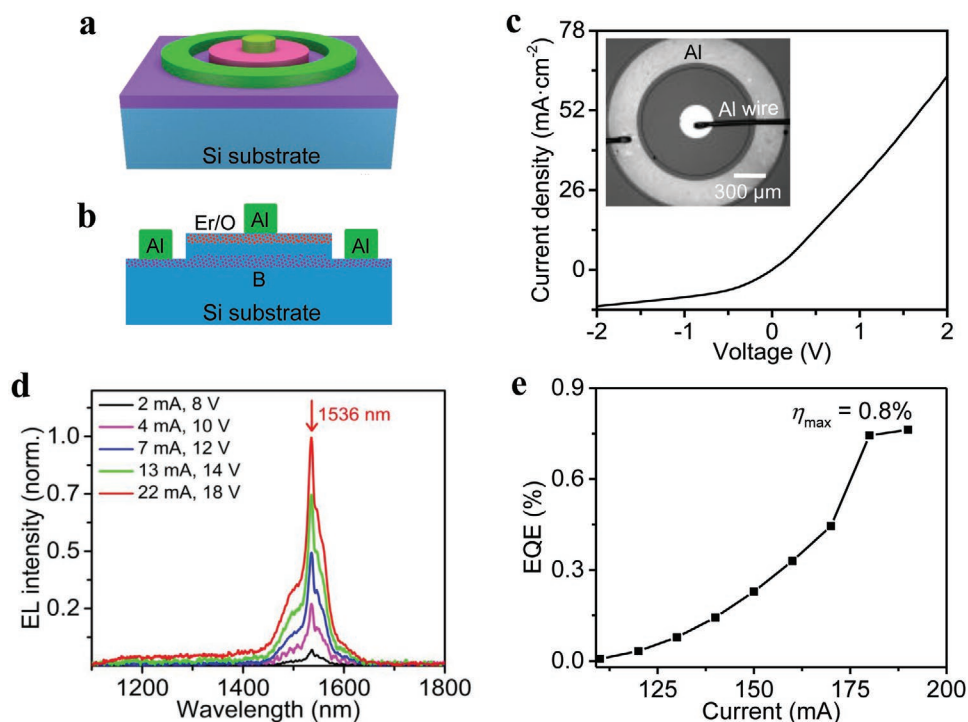 a
Si substrate
b
Er/O
Al
Al
Al
B
Si substrate
c
Current density (mA·cm⁻²)
78
52
26
0
-2
-1
0
1
2
Voltage (V)
Al
Al wire
300 μm
d
EL intensity (norm.)
1.0
0.7
0.5
0.2
2 mA, 8 V
4 mA, 10 V
7 mA, 12 V
13 mA, 14 V
22 mA, 18 V
1536 nm
1200
1400
1600
1800
Wavelength (nm)
e
EQE (%)
0.9
0.6
0.3
0.0
ηmax = 0.8%
125
150
175
200
Current (mA)